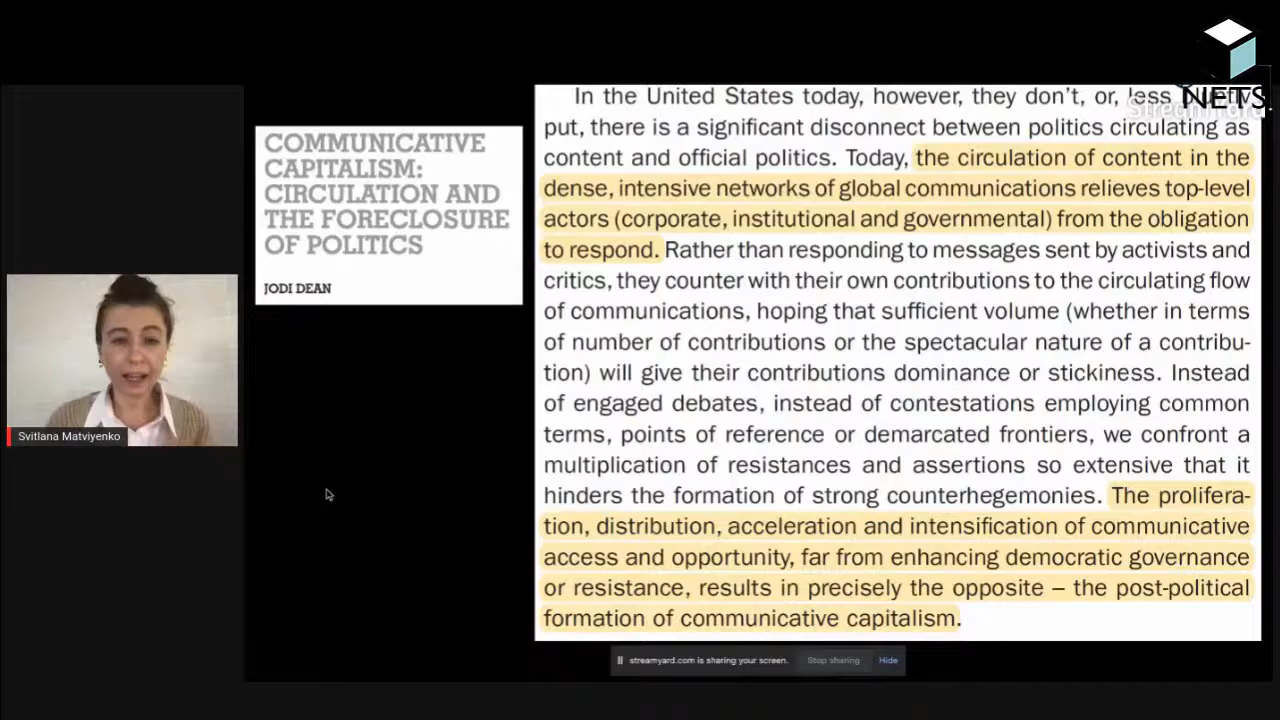 NETS
In the United States today, however, they don't, or, less
put, there is a significant disconnect between politics circulating as
content and official politics. Today, the circulation of content in the
dense, intensive networks of global communications relieves top-level
actors (corporate, institutional and governmental) from the obligation
to respond. Rather than responding to messages sent by activists and
critics, they counter with their own contributions to the circulating flow
of communications, hoping that sufficient volume (whether in terms
of number of contributions or the spectacular nature of a contribu-
tion) will give their contributions dominance or stickiness. Instead
of engaged debates, instead of contestations employing common
terms, points of reference or demarcated frontiers, we confront a
multiplication of resistances and assertions so extensive that it
hinders the formation of strong counterhegemonies. The prolifera-
tion, distribution, acceleration and intensification of communicative
access and opportunity, far from enhancing democratic governance
or resistance, results in precisely the opposite – the post-political
formation of communicative capitalism.
COMMUNICATIVE
CAPITALISM:
CIRCULATION AND
THE FORECLOSURE
OF POLITICS
JODI DEAN
Svitlana Matviyenko
streamyard.com is sharing your screen. Stop sharing Hide